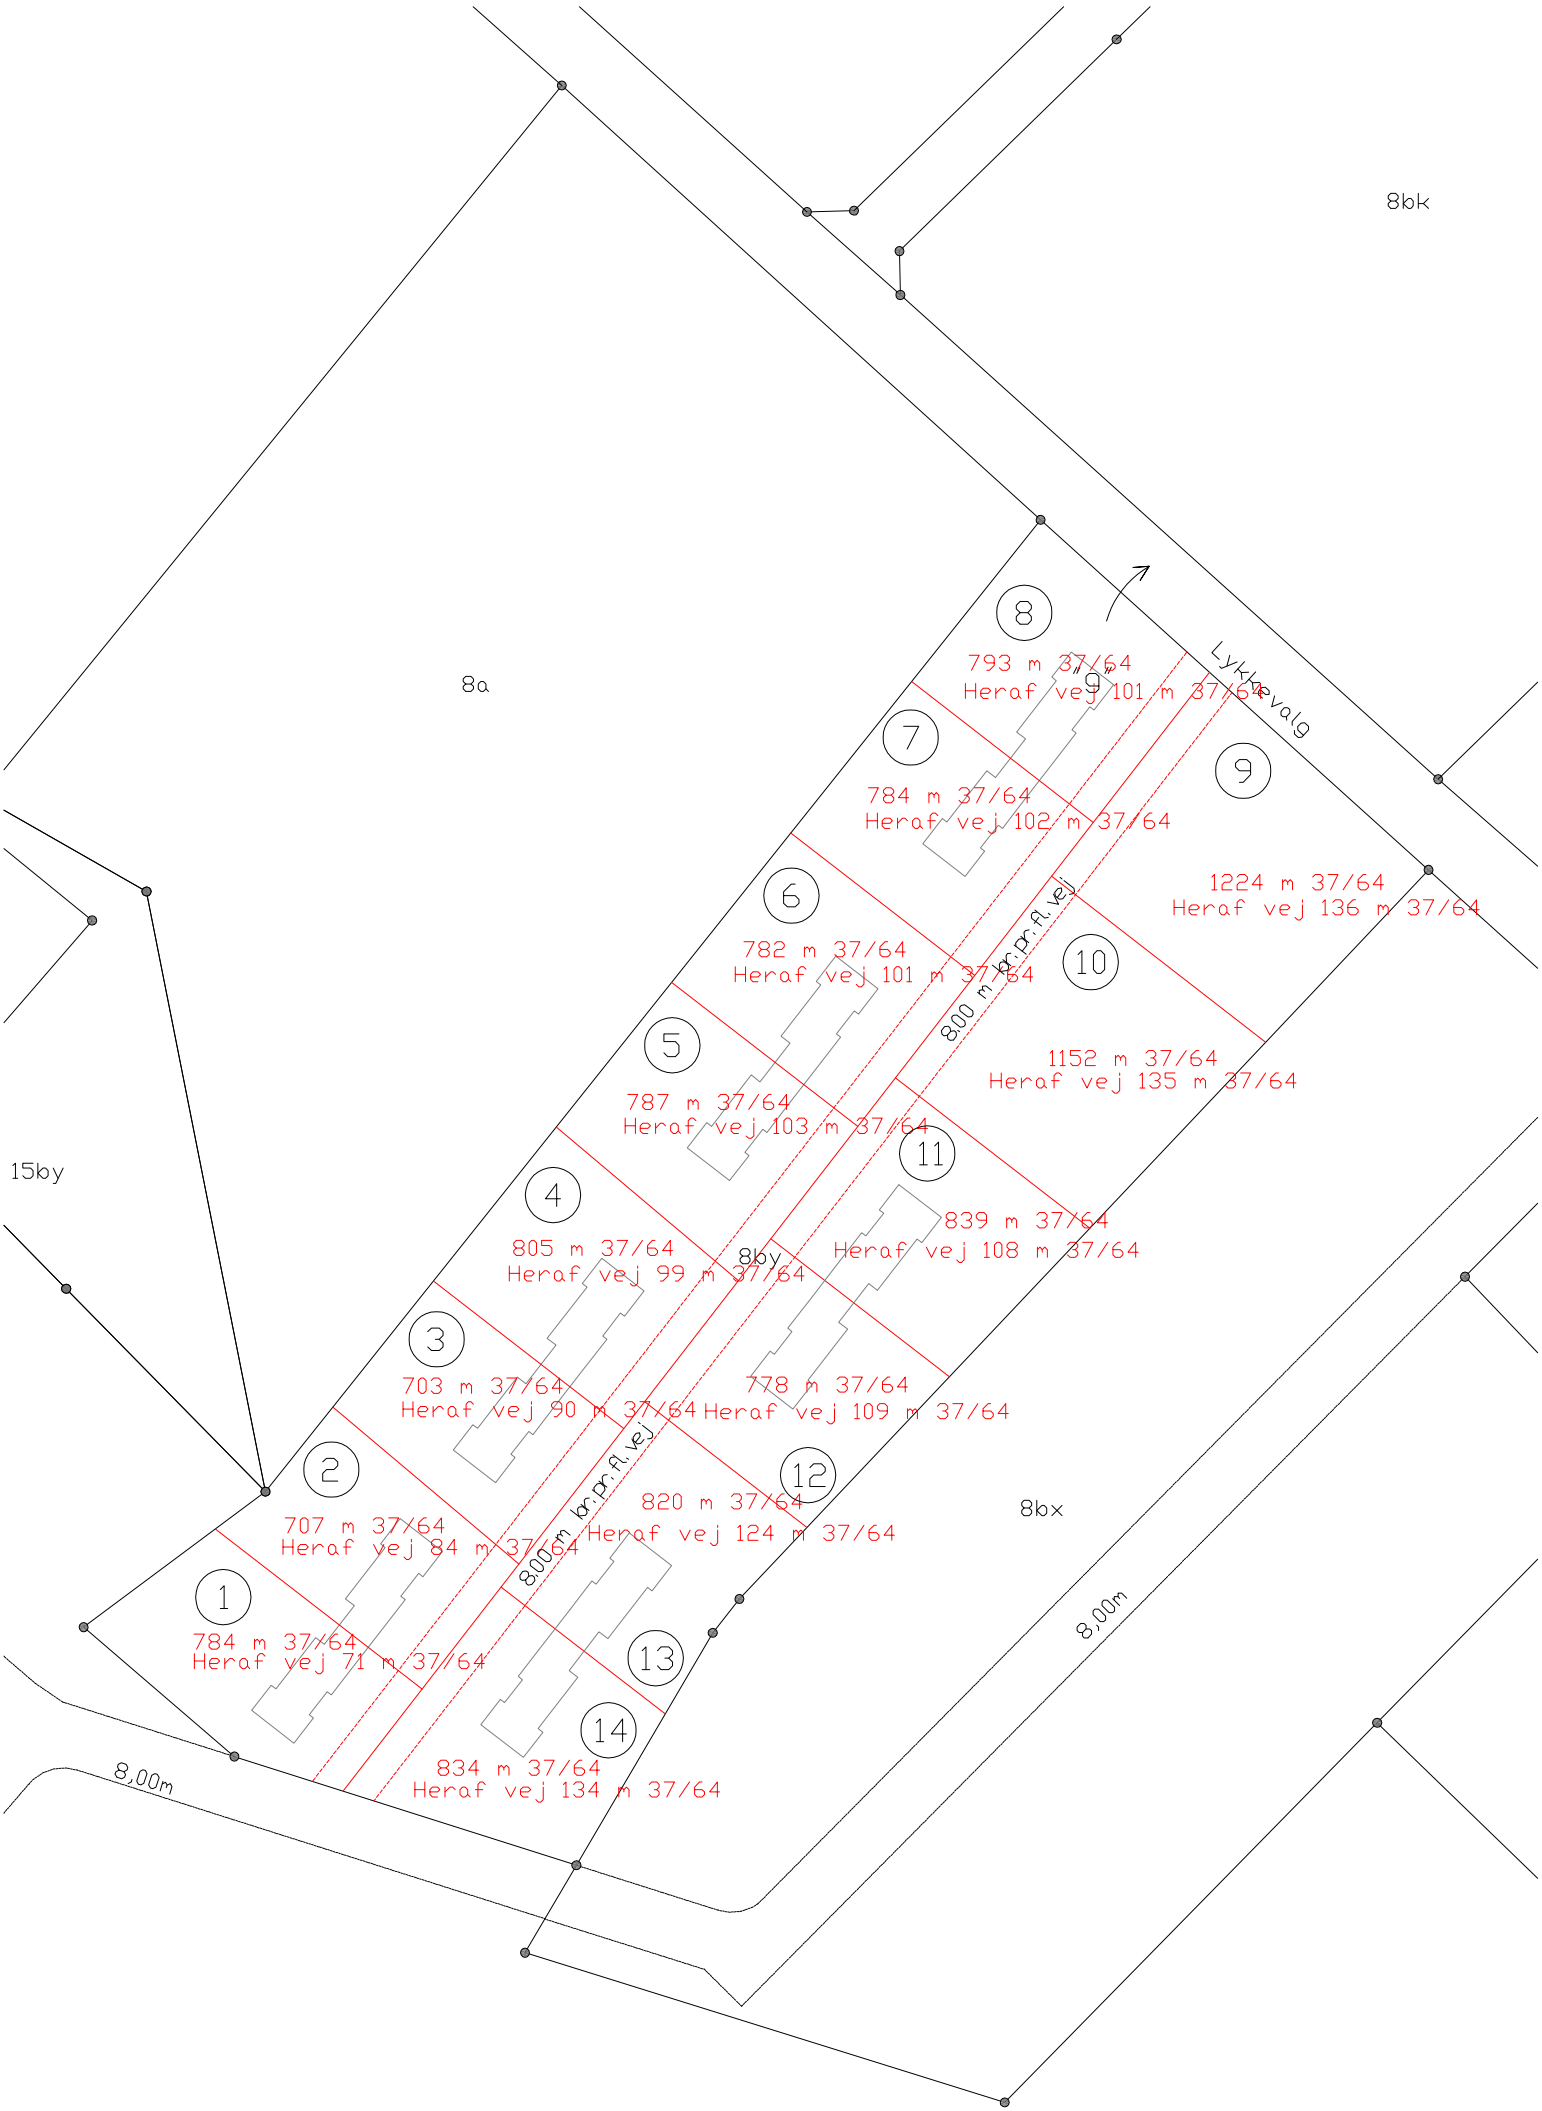 8bk
8
793 m 37/64
"9"
Heraf vej 101 m 37/64
Lykkevalg
8a
7
784 m 37/64
Heraf vej 102 m 37/64
9
1224 m 37/64
Heraf vej 136 m 37/64
6
782 m 37/64
Heraf vej 101 m 37/64
8.00 m br.pr.fl.vej
10
1152 m 37/64
Heraf vej 135 m 37/64
5
787 m 37/64
Heraf vej 103 m 37/64
11
839 m 37/64
Heraf vej 108 m 37/64
15by
4
805 m 37/64
Heraf vej 99 m 37/64
8by
3
703 m 37/64
Heraf vej 90 m 37/64
778 m 37/64
Heraf vej 109 m 37/64
12
8.00 m br.pr.fl.vej
2
707 m 37/64
Heraf vej 84 m 37/64
820 m 37/64
Heraf vej 124 m 37/64
8bx
1
784 m 37/64
Heraf vej 71 m 37/64
13
8,00m
14
834 m 37/64
Heraf vej 134 m 37/64
8,00m